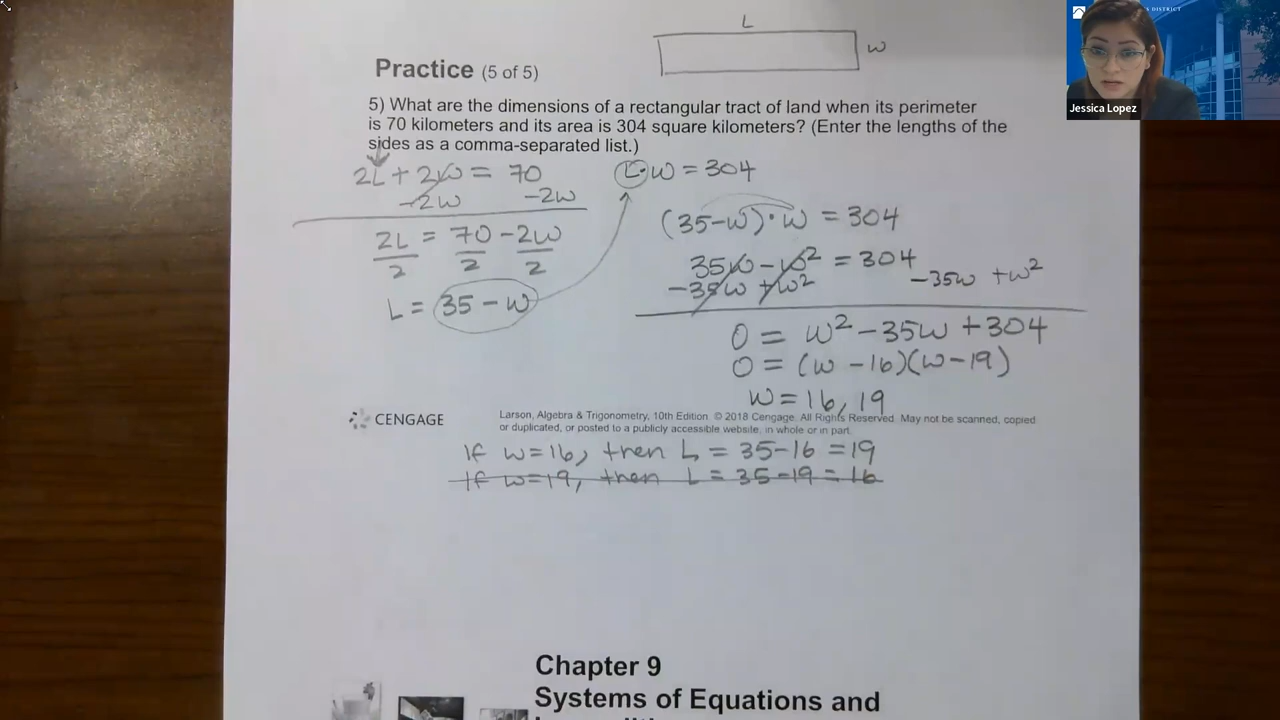 L
W
S DISTRICT
Jessica Lopez
Practice (5 of 5)
5) What are the dimensions of a rectangular tract of land when its perimeter
is 70 kilometers and its area is 304 square kilometers? (Enter the lengths of the
sides as a comma-separated list.)
2L + 2W = 70
-2W -2W
2L = 70 - 2W
2 2 2
L = 35 - W
L · W = 304
(35-W) · W = 304
35W - W² = 304
-35W + W² -35W + W²
0 = W² - 35W + 304
0 = (W - 16)(W - 19)
W = 16, 19
CENGAGE
Larson, Algebra & Trigonometry, 10th Edition. © 2018 Cengage. All Rights Reserved. May not be scanned, copied
or duplicated, or posted to a publicly accessible website, in whole or in part.
If W=16, then L = 35-16 = 19
If W=19, then L = 35-19 = 16
Chapter 9
Systems of Equations and